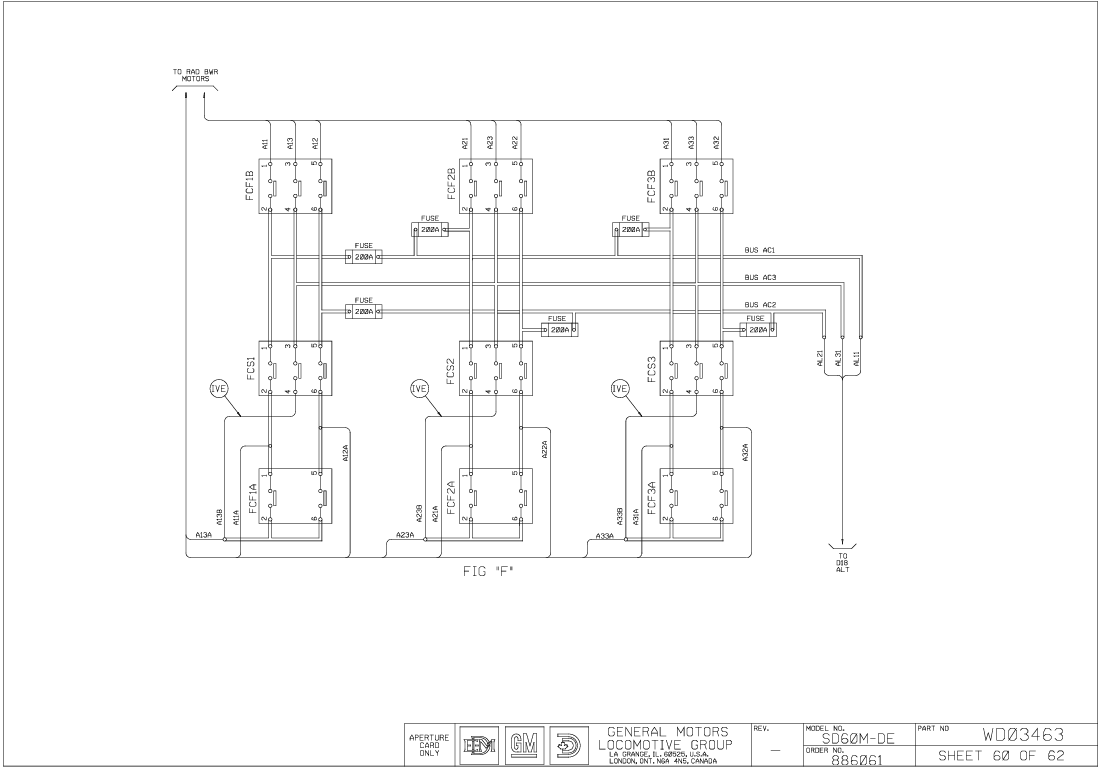 TO RAD BWR
MOTORS
A11 A13 A12 A21 A23 A22 A31 A33 A32
FCF1B 1 3 5 2 4 6
FCF2B 1 3 5 2 4 6
FCF3B 1 3 5 2 4 6
FUSE
200A
FUSE
200A
FUSE
200A
BUS AC1
BUS AC3
BUS AC2
FUSE
200A
FUSE
200A
FUSE
200A
FCS1 1 3 5 2 4 6
FCS2 1 3 5 2 4 6
FCS3 1 3 5 2 4 6
AL21 AL31 AL11
IVE
IVE
IVE
A12A A22A A32A
FCF1A 1 5 2 6
FCF2A 1 5 2 6
FCF3A 1 5 2 6
A13B A11A A23B A21A A33B A31A
A13A A23A A33A
TO
D18
ALT
FIG "F"
APERTURE
CARD
ONLY
EMD GM D
GENERAL MOTORS
LOCOMOTIVE GROUP
LA GRANGE, IL. 60525, U.S.A.
LONDON, ONT. N6A 4N5, CANADA
REV.
—
MODEL NO.
SD60M-DE
ORDER NO.
886061
PART NO
WD03463
SHEET 60 OF 62